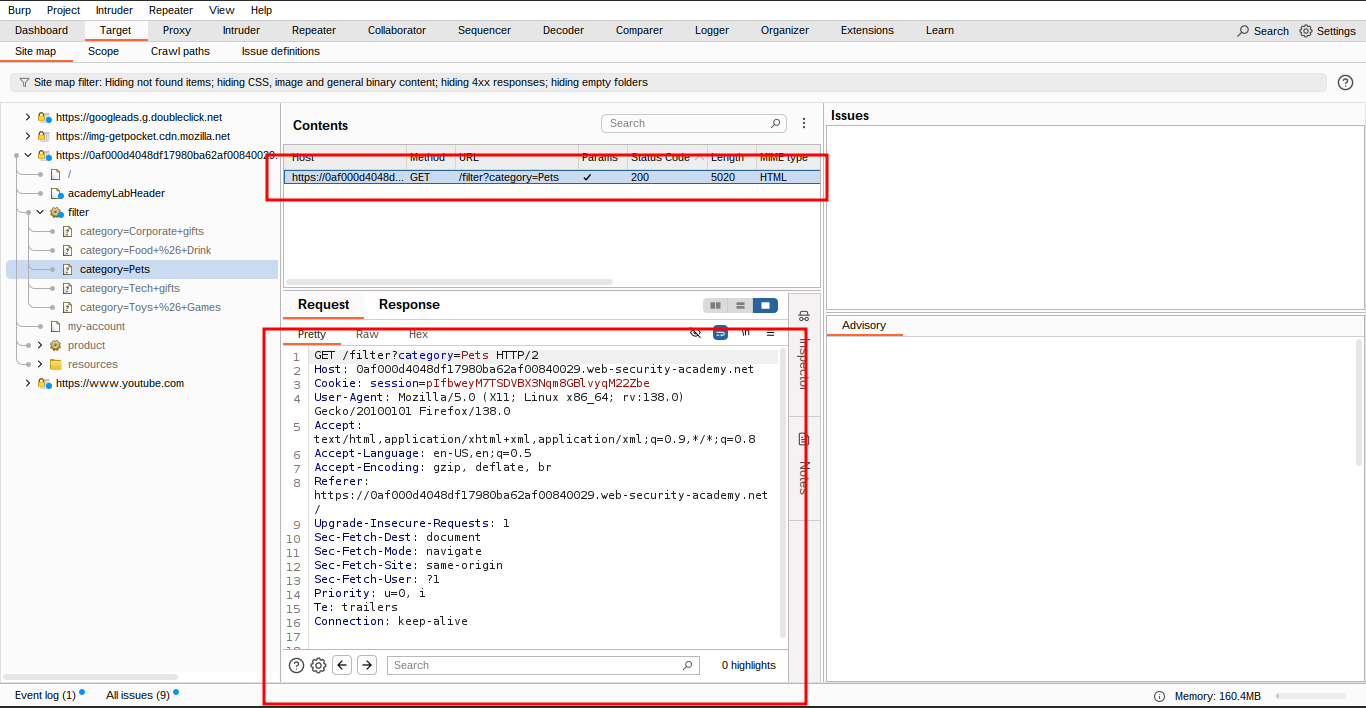 Burp Project Intruder Repeater View Help
Dashboard Target Proxy Intruder Repeater Collaborator Sequencer Decoder Comparer Logger Organizer Extensions Learn Search Settings
Site map Scope Crawl paths Issue definitions
Site map filter: Hiding not found items; hiding CSS, image and general binary content; hiding 4xx responses; hiding empty folders
https://googleads.g.doubleclick.net
https://img-getpocket.cdn.mozilla.net
https://0af000d4048df17980ba62af00840029.
/
academyLabHeader
filter
category=Corporate+gifts
category=Food+%26+Drink
category=Pets
category=Tech+gifts
category=Toys+%26+Games
my-account
product
resources
https://www.youtube.com
Contents
Search
Host Method URL Params Status Code Length MIME type
https://0af000d4048d... GET /filter?category=Pets ✓ 200 5020 HTML
Request Response
Pretty Raw Hex
1 GET /filter?category=Pets HTTP/2
2 Host: 0af000d4048df17980ba62af00840029.web-security-academy.net
3 Cookie: session=pIfbweyM7TSDVBX3Nqm8GBlvyqM22Zbe
4 User-Agent: Mozilla/5.0 (X11; Linux x86_64; rv:138.0)
Gecko/20100101 Firefox/138.0
5 Accept:
text/html,application/xhtml+xml,application/xml;q=0.9,*/*;q=0.8
6 Accept-Language: en-US,en;q=0.5
7 Accept-Encoding: gzip, deflate, br
8 Referer:
https://0af000d4048df17980ba62af00840029.web-security-academy.net
/
9 Upgrade-Insecure-Requests: 1
10 Sec-Fetch-Dest: document
11 Sec-Fetch-Mode: navigate
12 Sec-Fetch-Site: same-origin
13 Sec-Fetch-User: ?1
14 Priority: u=0, i
15 Te: trailers
16 Connection: keep-alive
17
18
Search
0 highlights
Inspector
Notes
Issues
Advisory
Event log (1) All issues (9)
Memory: 160.4MB